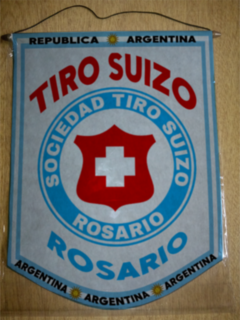 REPUBLICA ARGENTINA
TIRO SUIZO
SOCIEDAD TIRO SUIZO
ROSARIO
ROSARIO
ARGENTINA ARGENTINA ARGENTINA